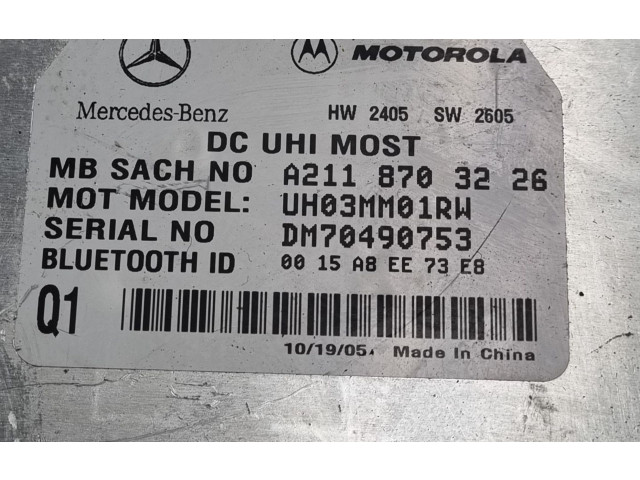 MOTOROLA
Mercedes-Benz HW 2405 SW 2605
DC UHI MOST
MB SACH NO A211 870 32 26
MOT MODEL: UH03MM01RW
SERIAL NO DM70490753
BLUETOOTH ID 00 15 A8 EE 73 E8
Q1
10/19/05 Made In China